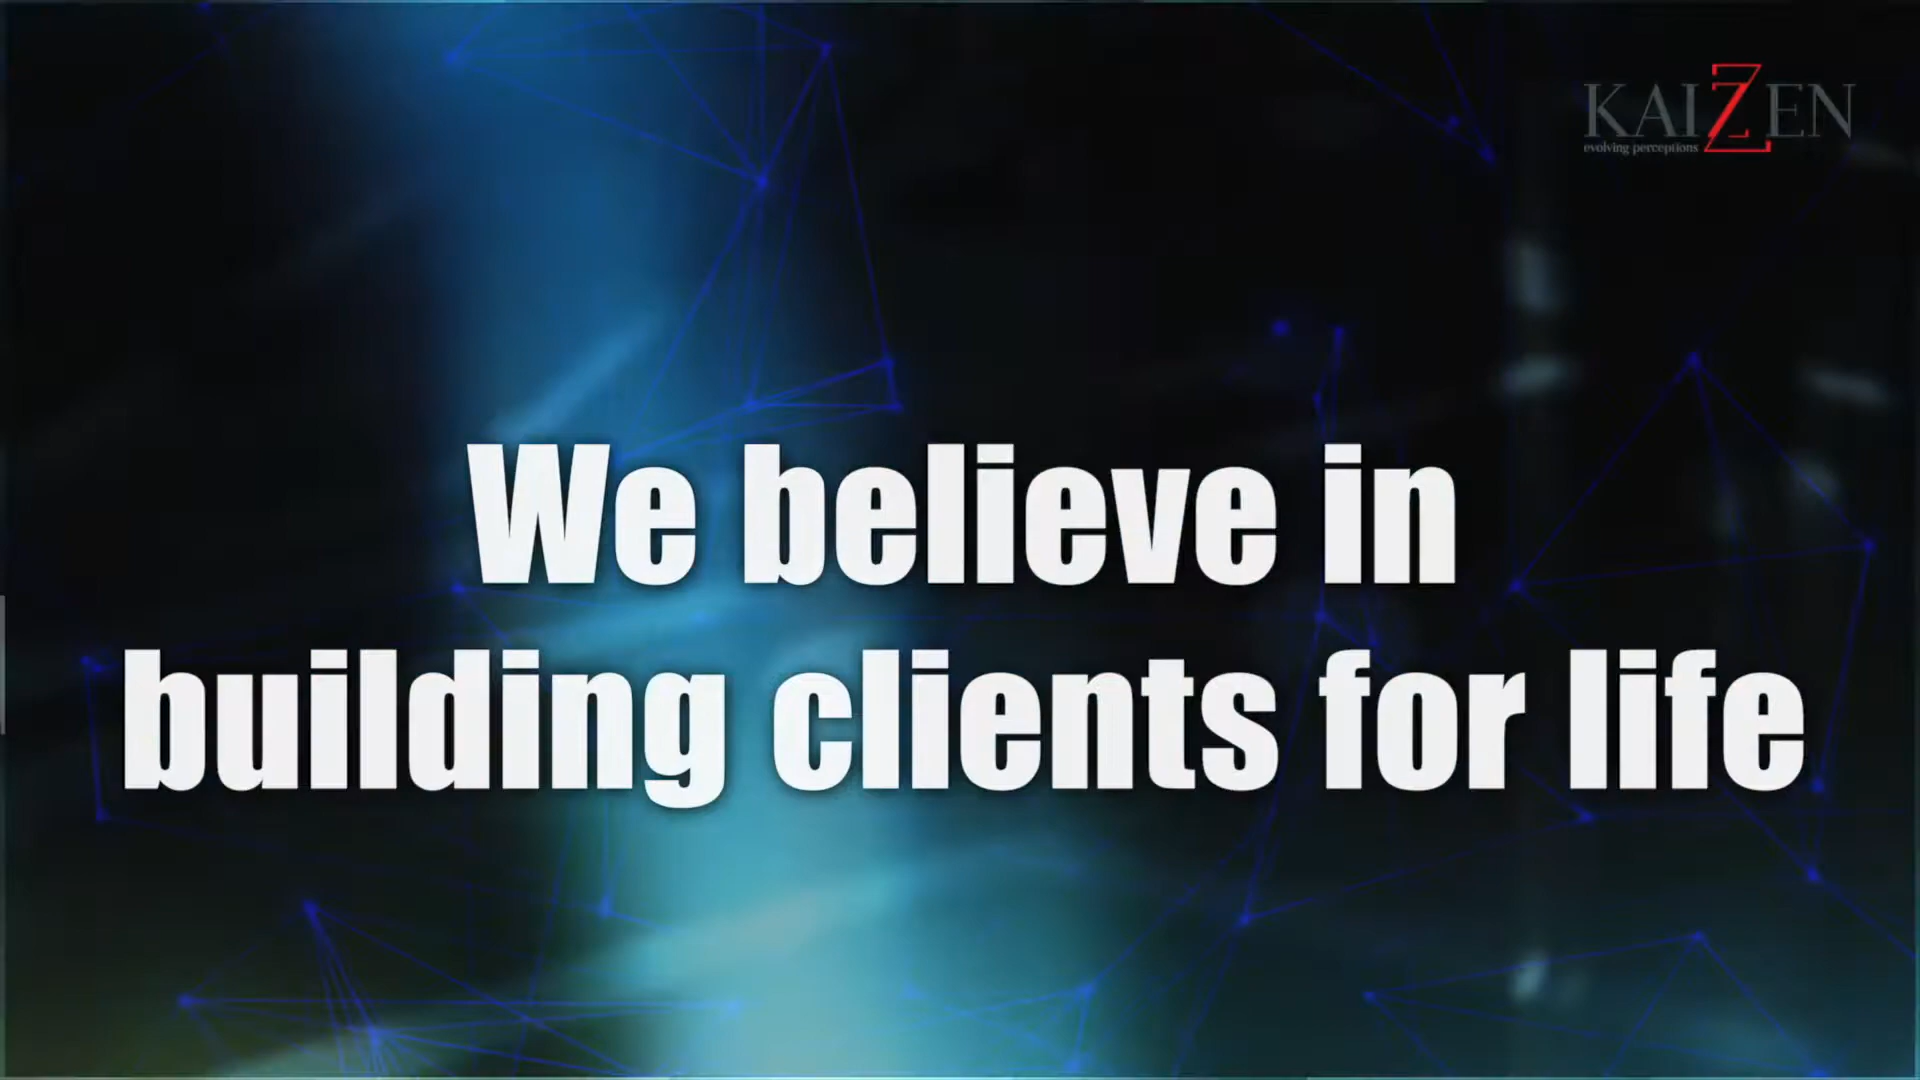 KAIZEN
evolving perceptions
We believe in
building clients for life